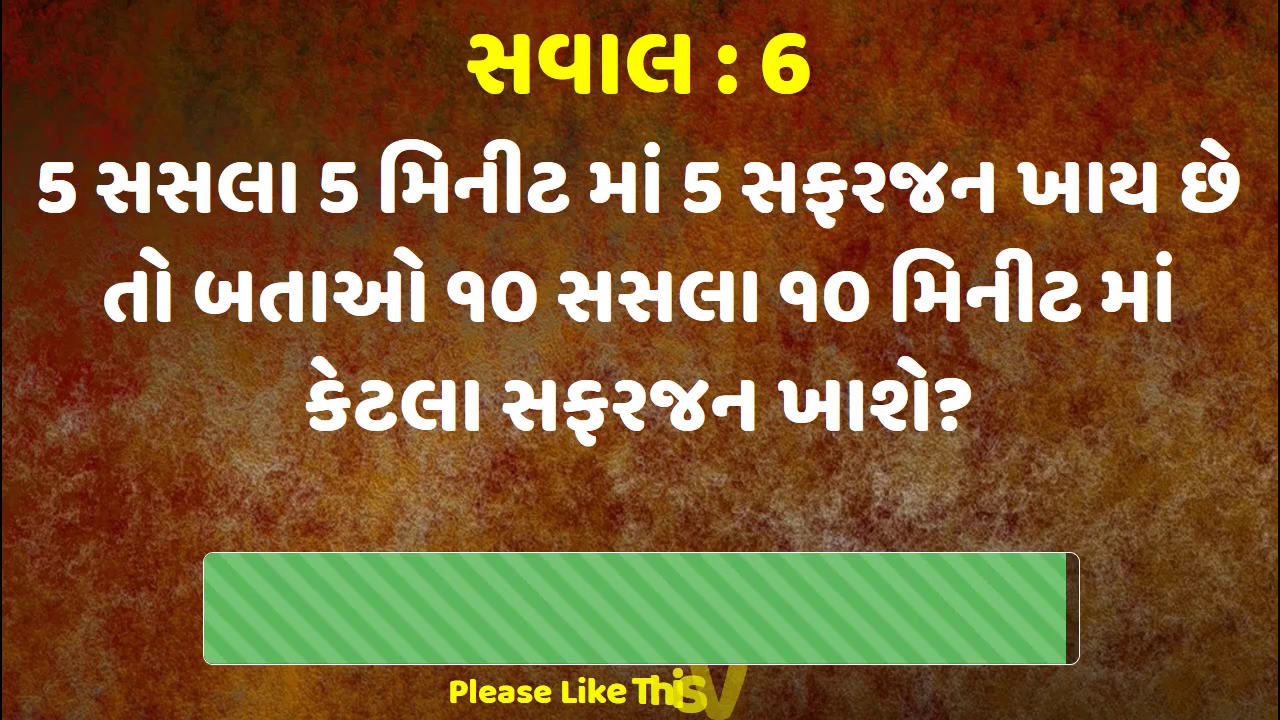 સવાલ : 6
5 સસલા 5 મિનીટ માં 5 સફરજન ખાય છે
તો બતાઓ ૧૦ સસલા ૧૦ મિનીટ માં
કેટલા સફરજન ખાશે?
Please Like This V